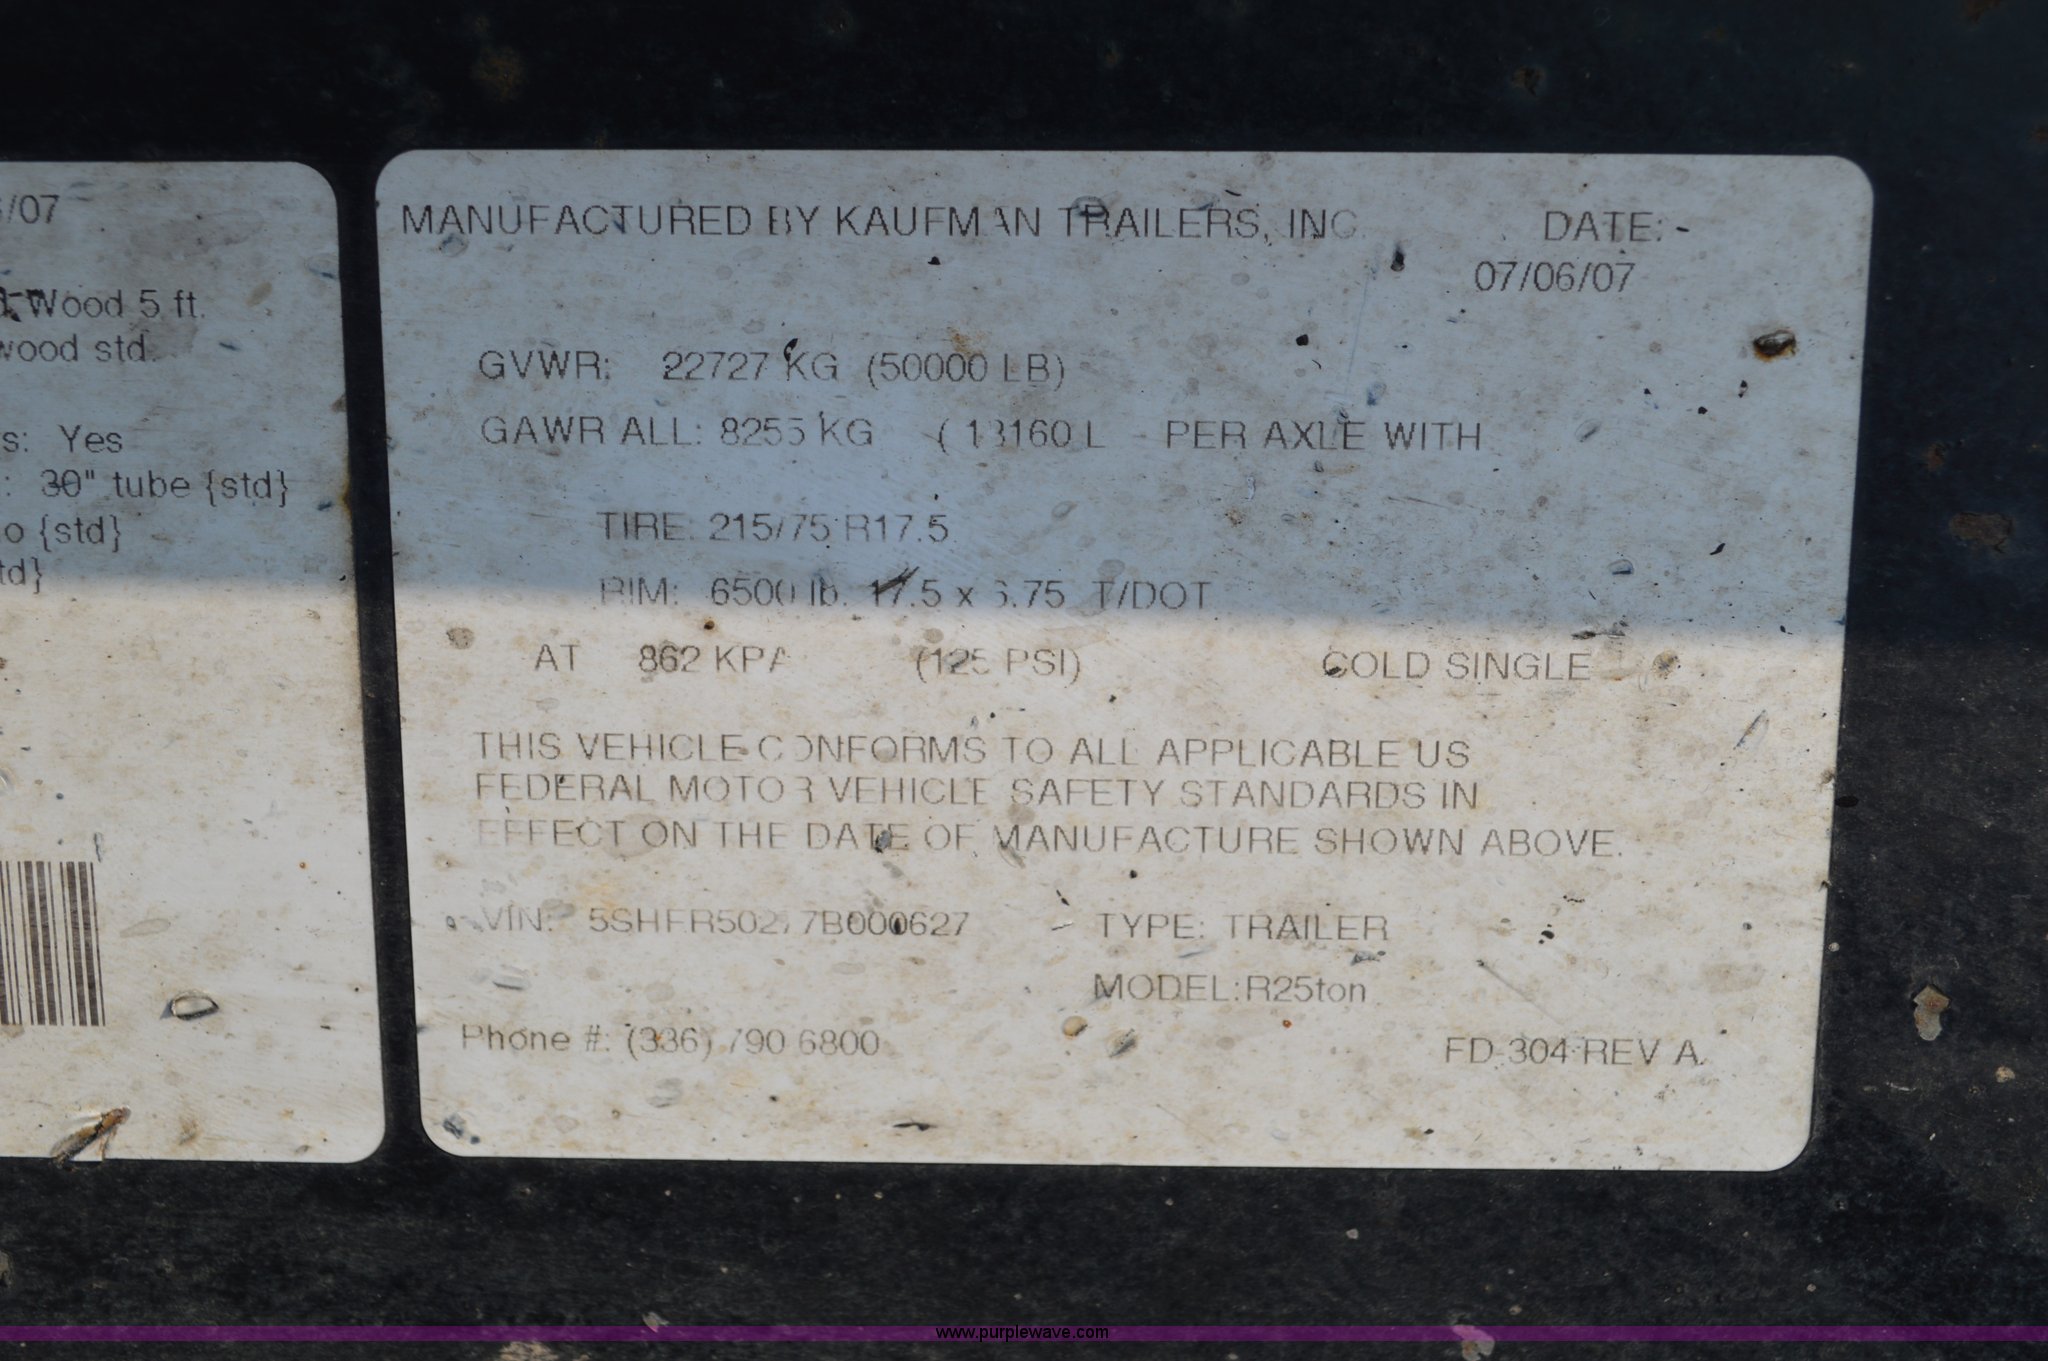 /07
Wood 5 ft.
wood std.
s: Yes
: 30" tube {std}
o {std}
td}
MANUFACTURED BY KAUFMAN TRAILERS, INC.
DATE: -
07/06/07
GVWR: 22727 KG (50000 LB)
GAWR ALL: 8255 KG ( 18160 L - PER AXLE WITH
TIRE: 215/75 R17.5
RIM: 6500 lb. 17.5 x 6.75 T/DOT
AT 862 KPA (125 PSI) COLD SINGLE
THIS VEHICLE CONFORMS TO ALL APPLICABLE US
FEDERAL MOTOR VEHICLE SAFETY STANDARDS IN
EFFECT ON THE DATE OF MANUFACTURE SHOWN ABOVE.
VIN: TYPE: TRAILER
MODEL: R25ton
Phone #: (336) 790 6800
FD-304 REV A
www.purplewave.com